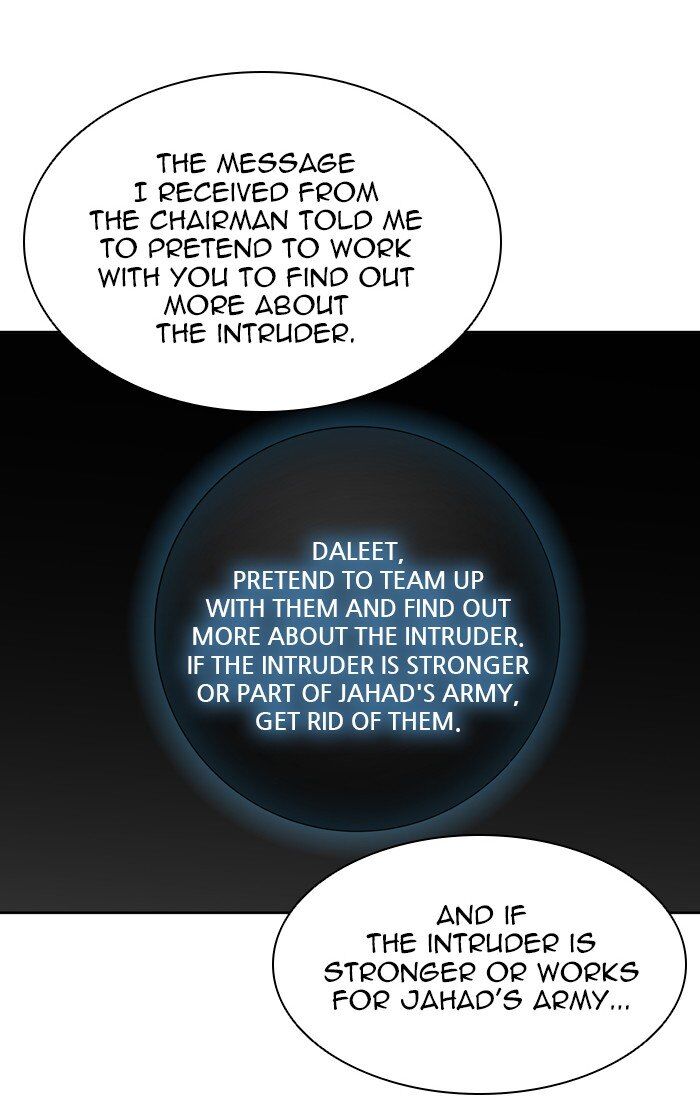 THE MESSAGE
I RECEIVED FROM
THE CHAIRMAN TOLD ME
TO PRETEND TO WORK
WITH YOU TO FIND OUT
MORE ABOUT
THE INTRUDER.
DALEET,
PRETEND TO TEAM UP
WITH THEM AND FIND OUT
MORE ABOUT THE INTRUDER.
IF THE INTRUDER IS STRONGER
OR PART OF JAHAD'S ARMY,
GET RID OF THEM.
AND IF
THE INTRUDER IS
STRONGER OR WORKS
FOR JAHAD'S ARMY...